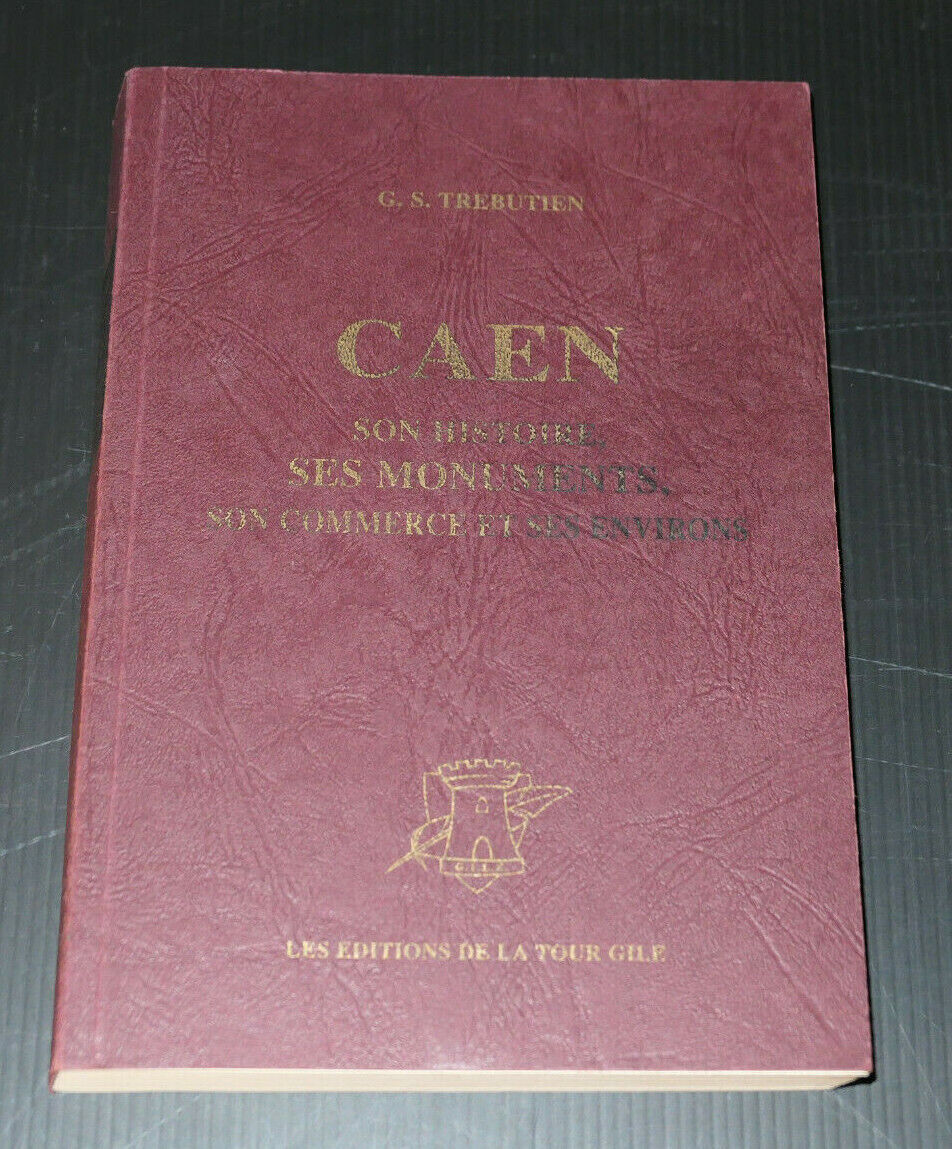 G. S. TREBUTIEN
CAEN
SON HISTOIRE,
SES MONUMENTS,
SON COMMERCE ET SES ENVIRONS
LES EDITIONS DE LA TOUR GILE